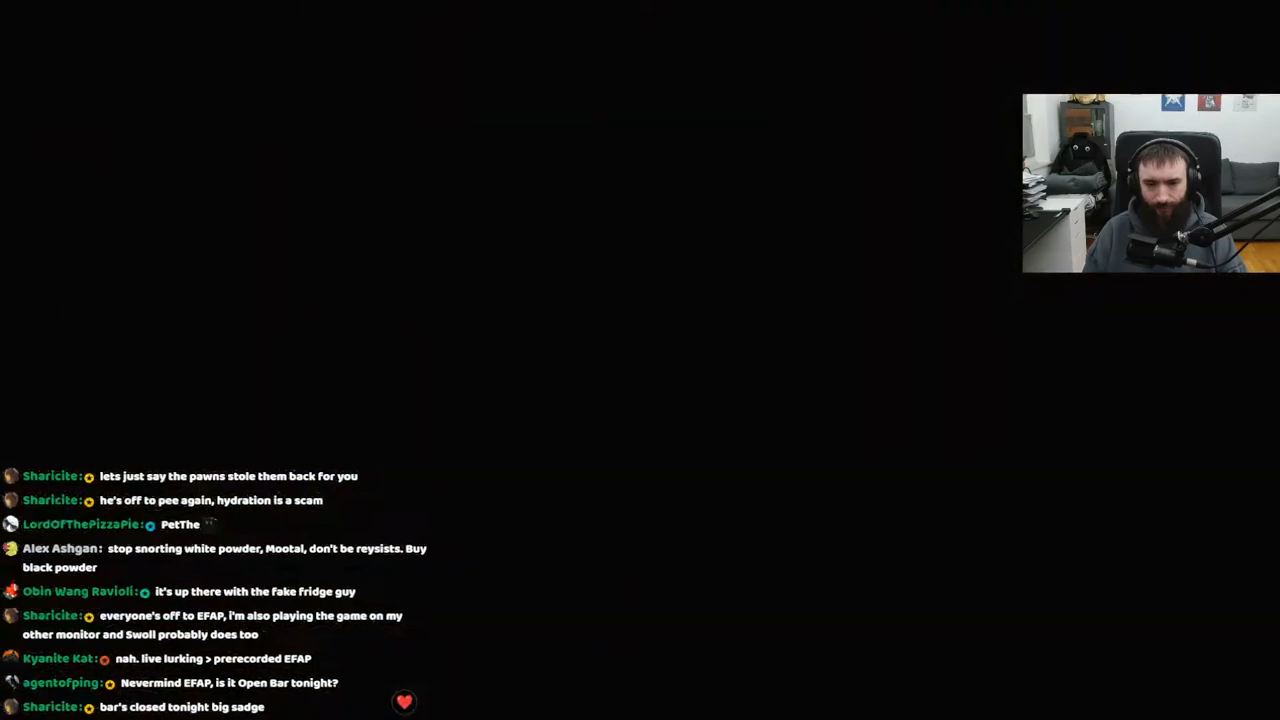 Sharicite: lets just say the pawns stole them back for you
Sharicite: he's off to pee again, hydration is a scam
LordOfThePizzaPie: PetThe
Alex Ashgan: stop snorting white powder, Mootal, don't be reysists. Buy
black powder
Obin Wang Ravioli: it's up there with the fake fridge guy
Sharicite: everyone's off to EFAP, i'm also playing the game on my
other monitor and Swoll probably does too
Kyanite Kat: nah. live lurking > prerecorded EFAP
agentofping: Nevermind EFAP, is it Open Bar tonight?
Sharicite: bar's closed tonight big sadge